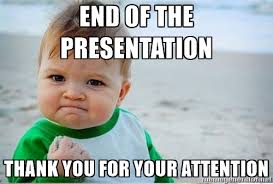 END OF THE
PRESENTATION
THANK YOU FOR YOUR ATTENTION